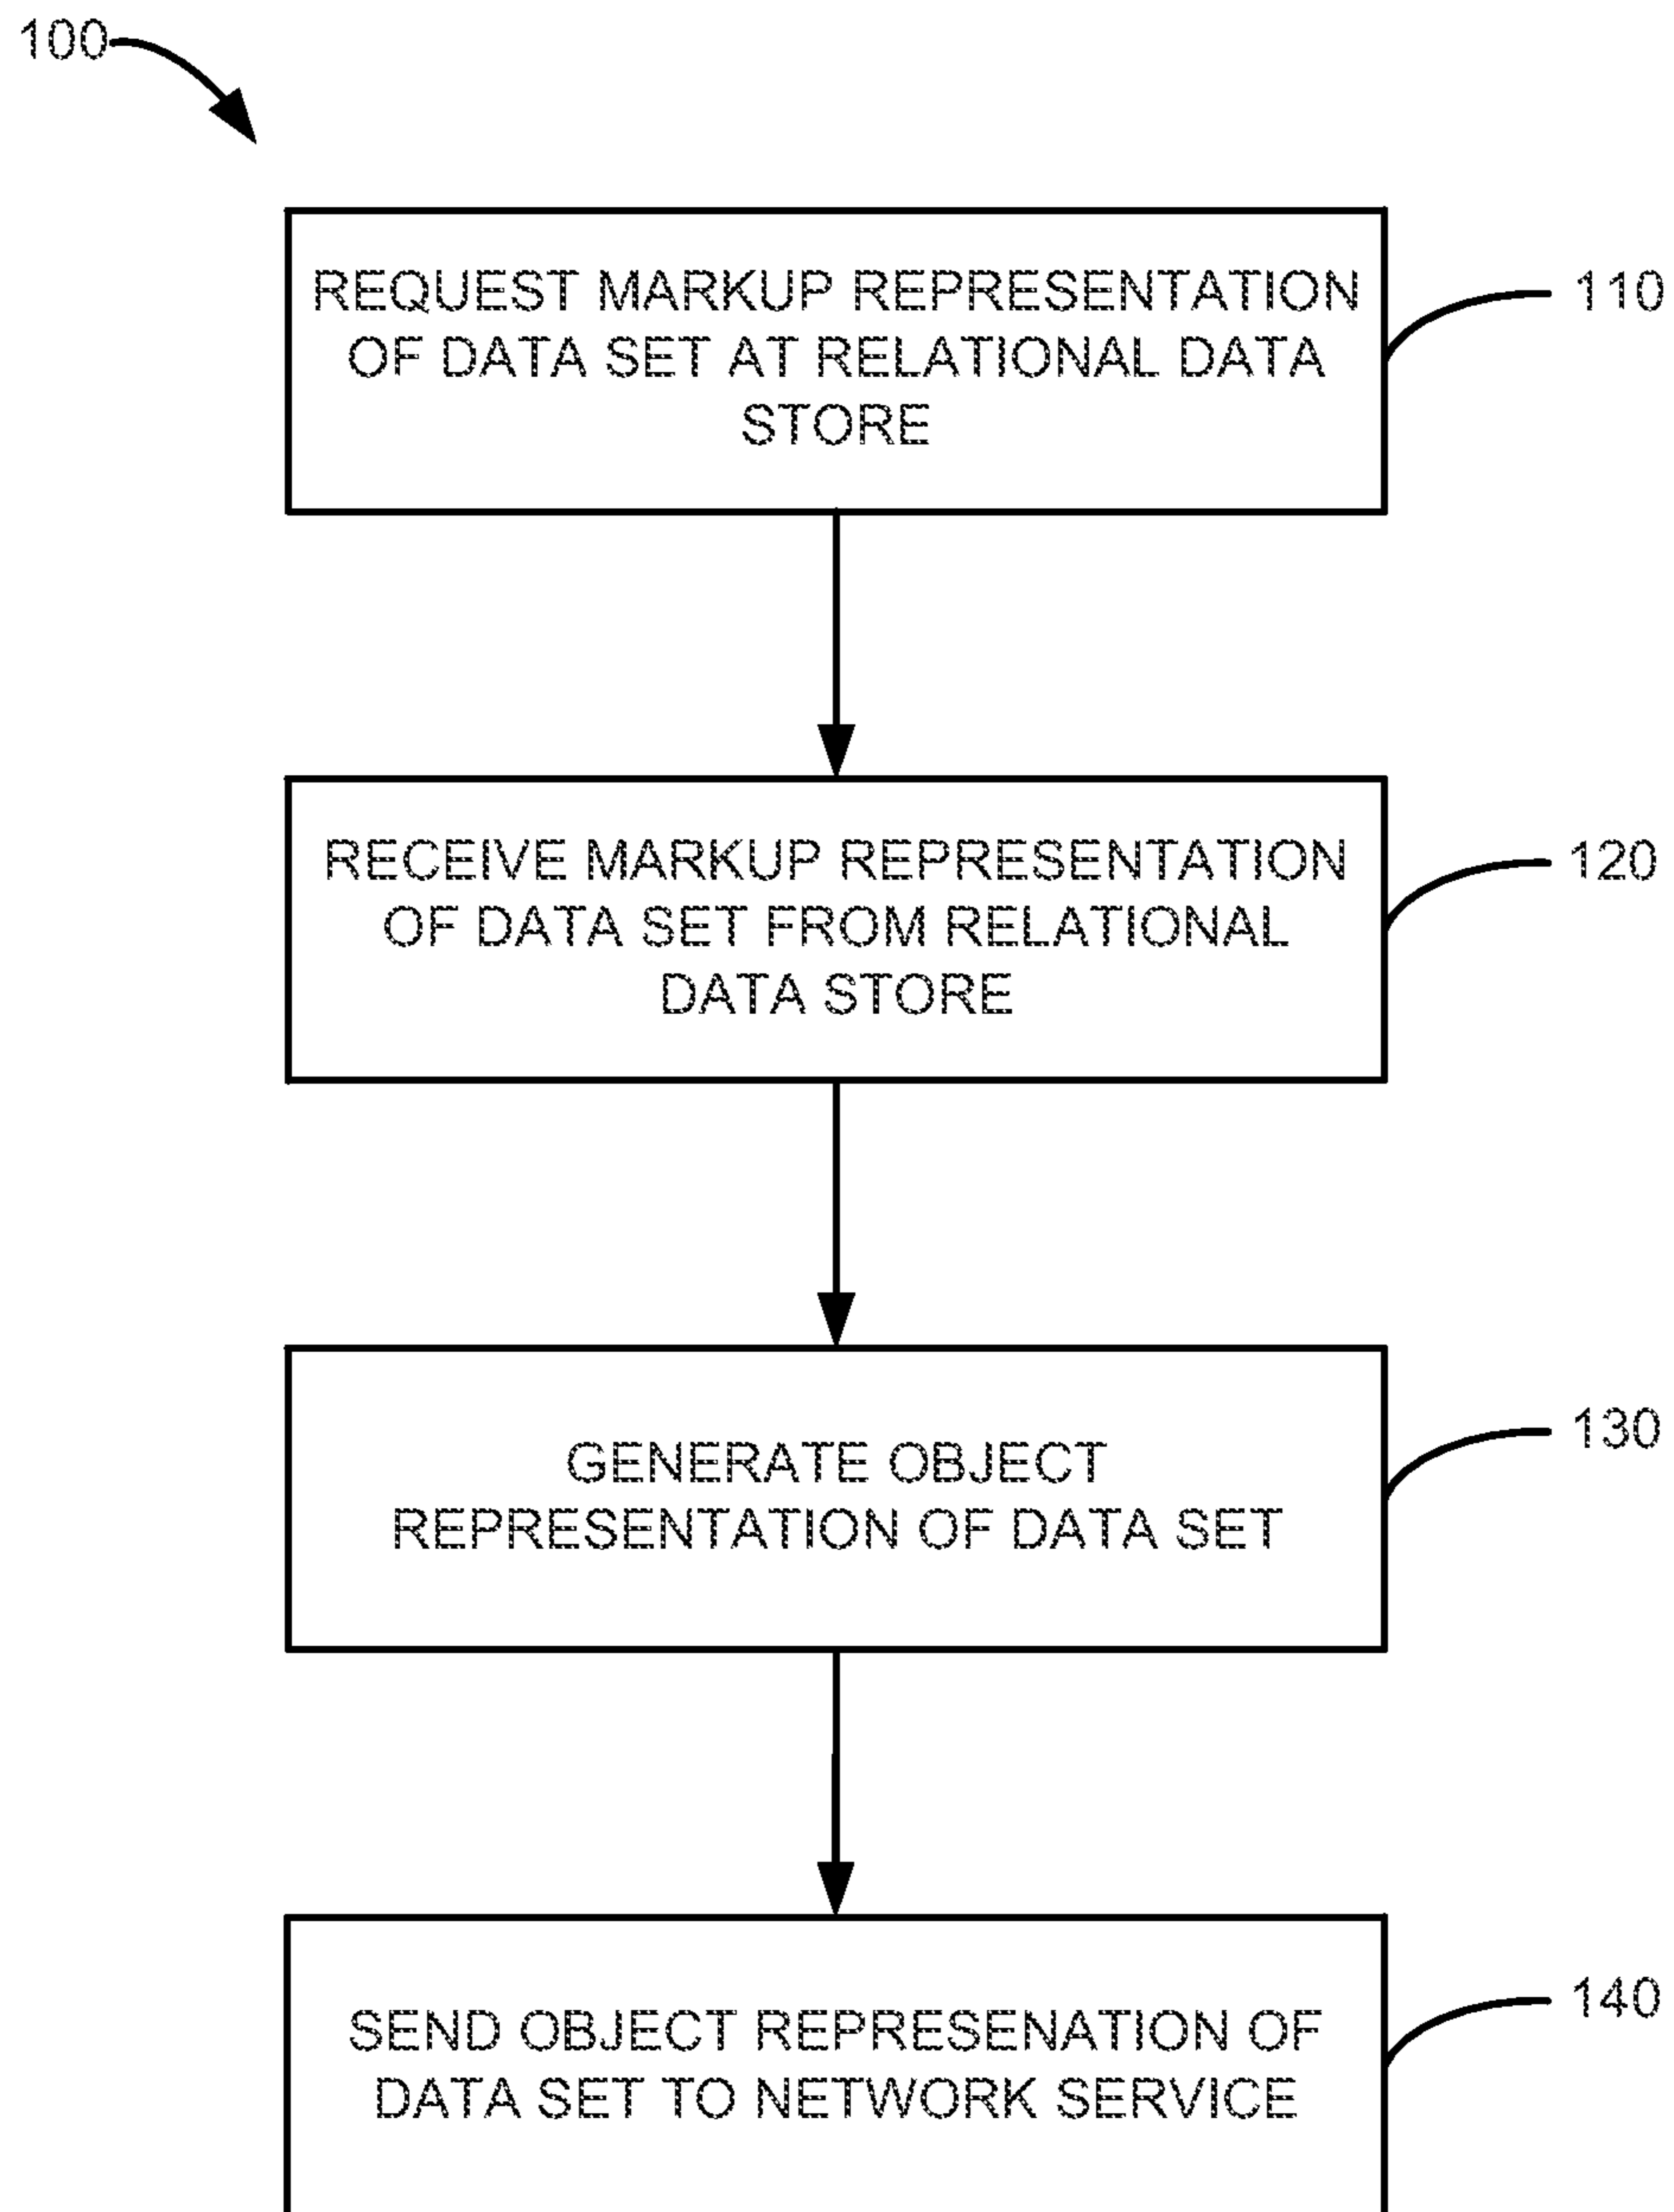 100
REQUEST MARKUP REPRESENTATION
OF DATA SET AT RELATIONAL DATA
STORE
110
RECEIVE MARKUP REPRESENTATION
OF DATA SET FROM RELATIONAL
DATA STORE
120
GENERATE OBJECT
REPRESENTATION OF DATA SET
130
SEND OBJECT REPRESENATION OF
DATA SET TO NETWORK SERVICE
140